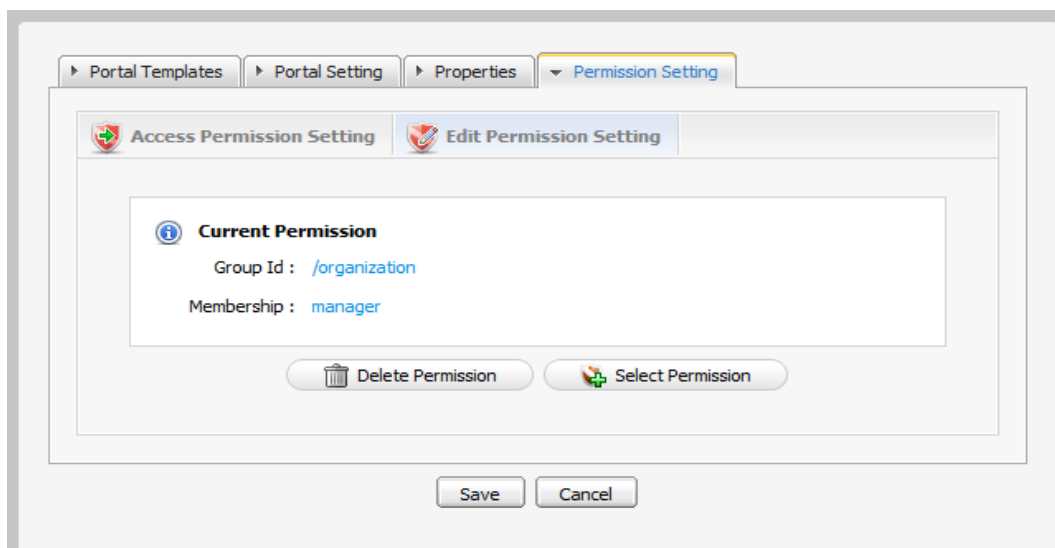 Portal Templates Portal Setting Properties Permission Setting
Access Permission Setting Edit Permission Setting
Current Permission
Group Id : /organization
Membership : manager
Delete Permission Select Permission
Save Cancel